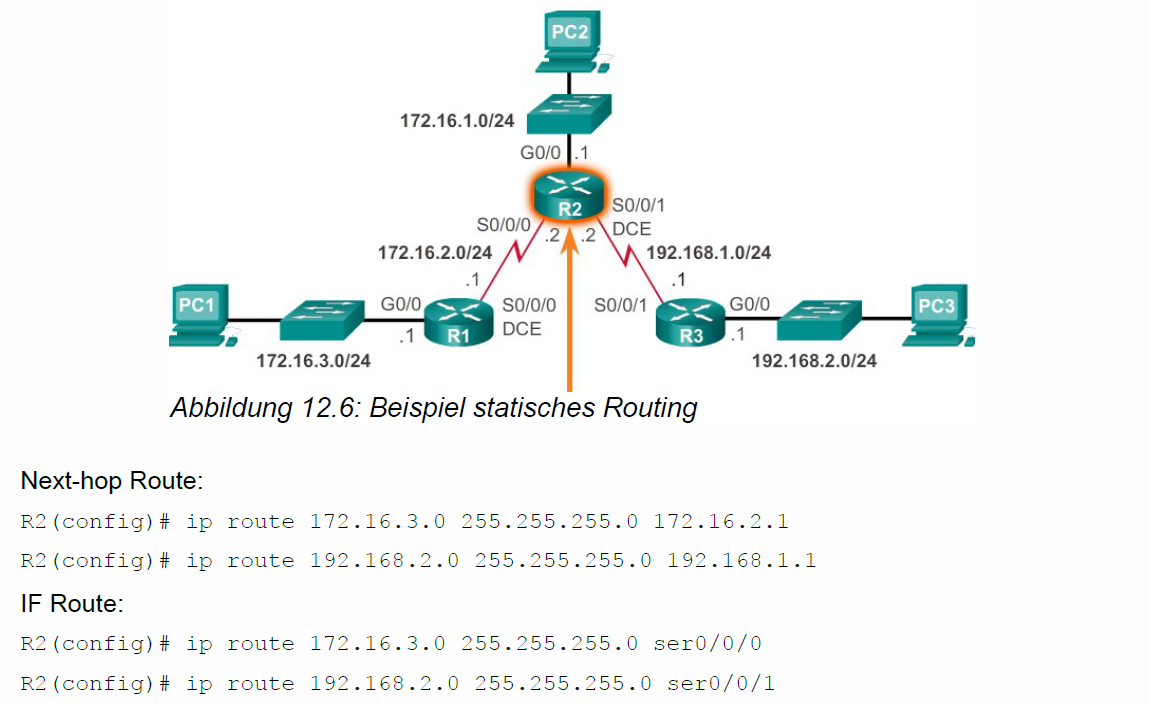 PC2
172.16.1.0/24
G0/0 .1
R2
S0/0/1
DCE
S0/0/0
.2 .2
172.16.2.0/24
192.168.1.0/24
.1
.1
PC1
G0/0
S0/0/0
DCE
S0/0/1
G0/0
PC3
.1
R1
R3
.1
172.16.3.0/24
192.168.2.0/24
Abbildung 12.6: Beispiel statisches Routing
Next-hop Route:
R2(config)# ip route 172.16.3.0 255.255.255.0 172.16.2.1
R2(config)# ip route 192.168.2.0 255.255.255.0 192.168.1.1
IF Route:
R2(config)# ip route 172.16.3.0 255.255.255.0 ser0/0/0
R2(config)# ip route 192.168.2.0 255.255.255.0 ser0/0/1